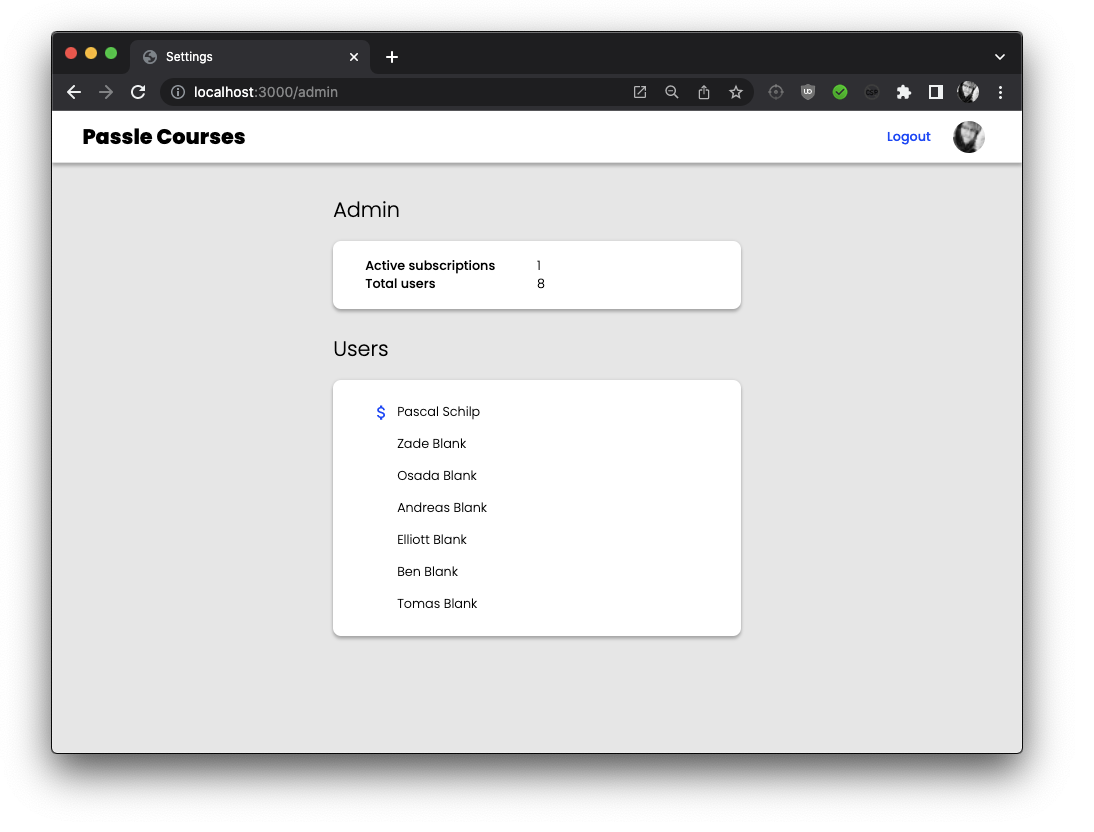 Settings
localhost:3000/admin
Passle Courses
Logout
Admin
Active subscriptions 1
Total users 8
Users
$ Pascal Schilp
Zade Blank
Osada Blank
Andreas Blank
Elliott Blank
Ben Blank
Tomas Blank